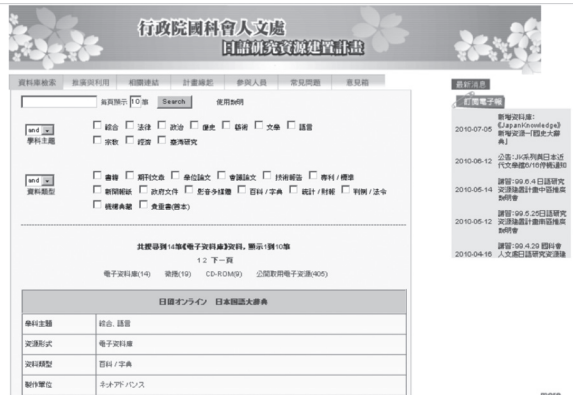 行政院國科會人文處
日語研究資源建置計畫
資料庫檢索 推廣與利用 相關連結 計畫緣起 參與人員 常見問題 意見箱
每頁顯示 10 筆 Search 使用說明
and
學科主題
綜合 法律 政治 歷史 藝術 文學 語言
宗教 經濟 臺灣研究
and
資料類型
書籍 期刊文章 學位論文 會議論文 技術報告 專利 / 標準
新聞報紙 政府文件 影音多媒體 百科 / 字典 統計 / 財報 判例 / 法令
機構典藏 貴重書(善本)
共搜尋到14筆《電子資料庫》資料, 顯示1到10筆
1 2 下一頁
電子資料庫(14) 微捲(19) CD-ROM(9) 公開取用電子資源(405)
日国オンライン 日本国語大辞典
學科主題 綜合, 語言
資源形式 電子資料庫
資料類型 百科 / 字典
製作單位 ネットアドバンス
最新消息
訂閱電子報
2010-07-05 新增資料庫:《JapanKnowledge》新增資源-「國史大辭典」
2010-06-12 公告:JK系列與日本近代文學館6/16停機通知
2010-05-14 講習:99.6.4 日語研究資源建置計畫中區推廣說明會
2010-05-12 講習:99.5.25日語研究資源建置計畫南區推廣說明會
2010-04-16 講習:99.4.29 國科會人文處日語研究資源建